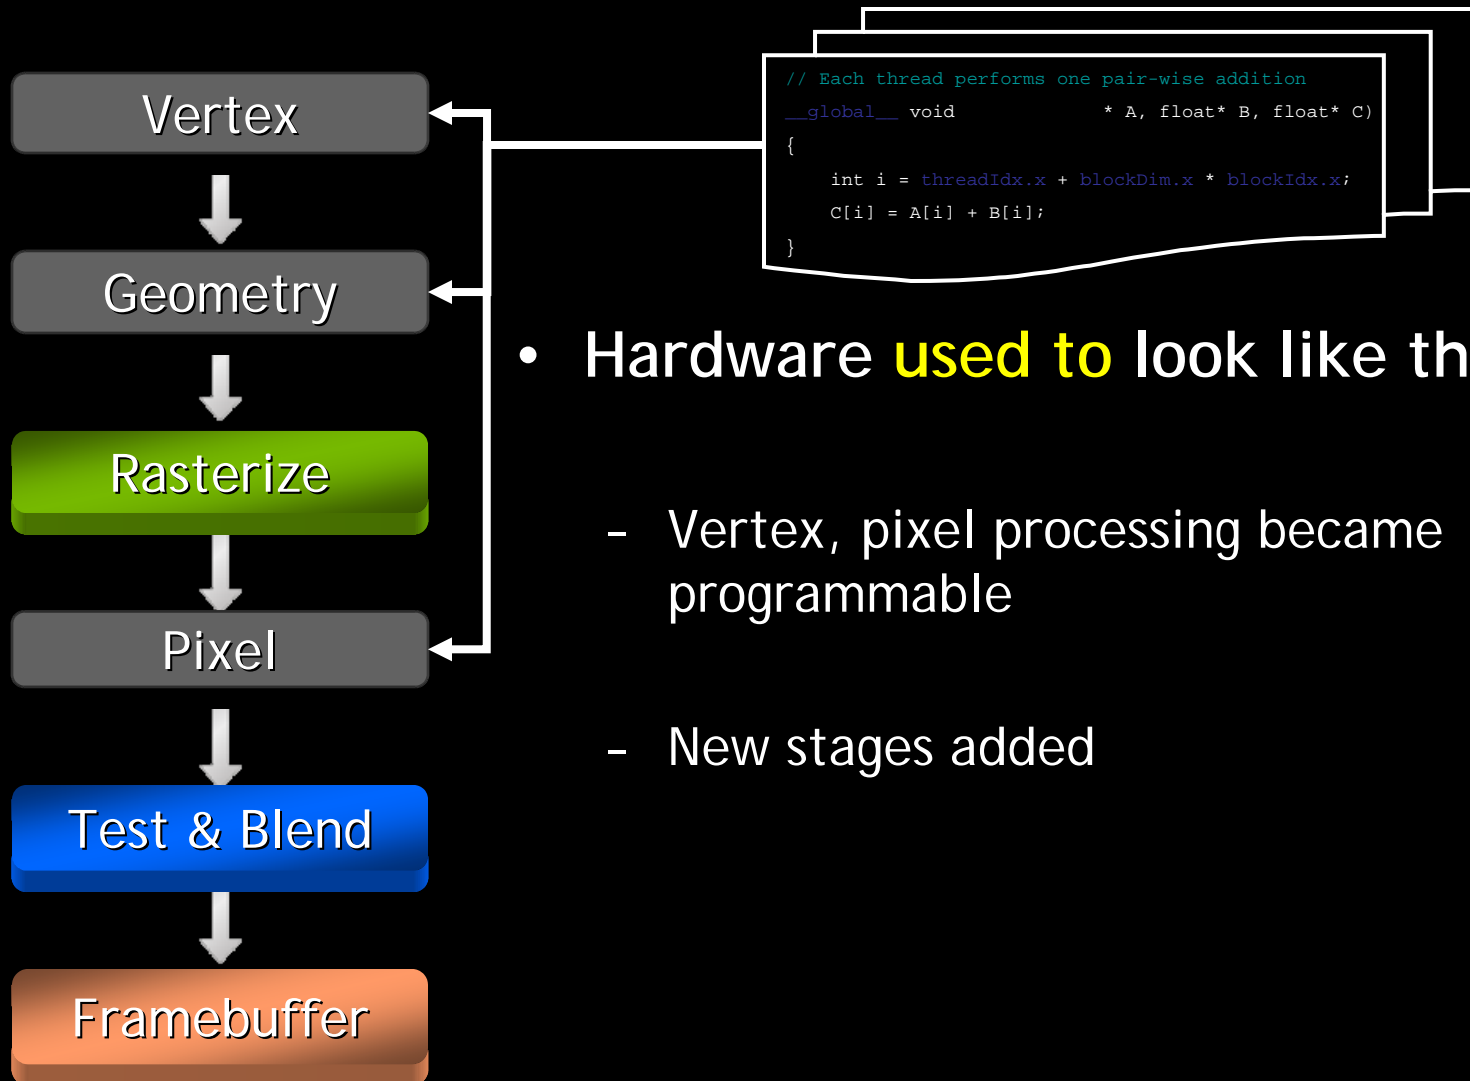 Vertex
Geometry
Rasterize
Pixel
Test & Blend
Framebuffer
// Each thread performs one pair-wise addition
__global__ void * A, float* B, float* C)
{
int i = threadIdx.x + blockDim.x * blockIdx.x;
C[i] = A[i] + B[i];
}
• Hardware used to look like th
– Vertex, pixel processing became
programmable
– New stages added